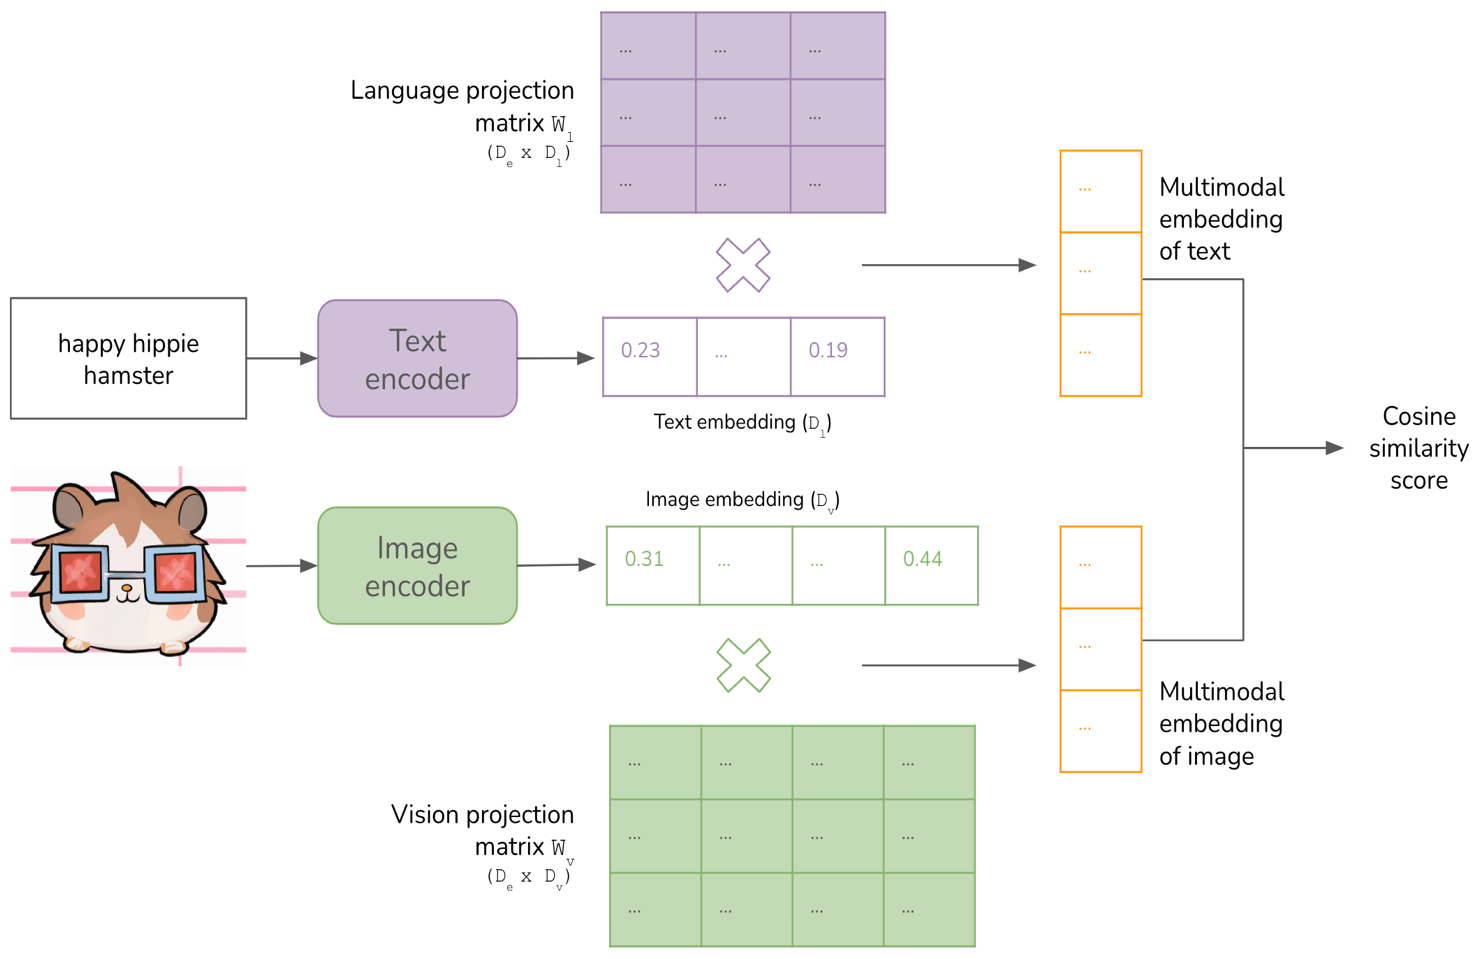 ... ... ...
Language projection
matrix W_l
(D_e x D_l)
... ... ...
... ... ...
...
Multimodal
embedding
of text
...
...
happy hippie
hamster
Text
encoder
0.23 ... 0.19
Text embedding (D_l)
Cosine
similarity
score
Image embedding (D_v)
Image
encoder
0.31 ... ... 0.44
...
...
...
Multimodal
embedding
of image
... ... ... ...
Vision projection
matrix W_v
(D_e x D_v)
... ... ... ...
... ... ... ...